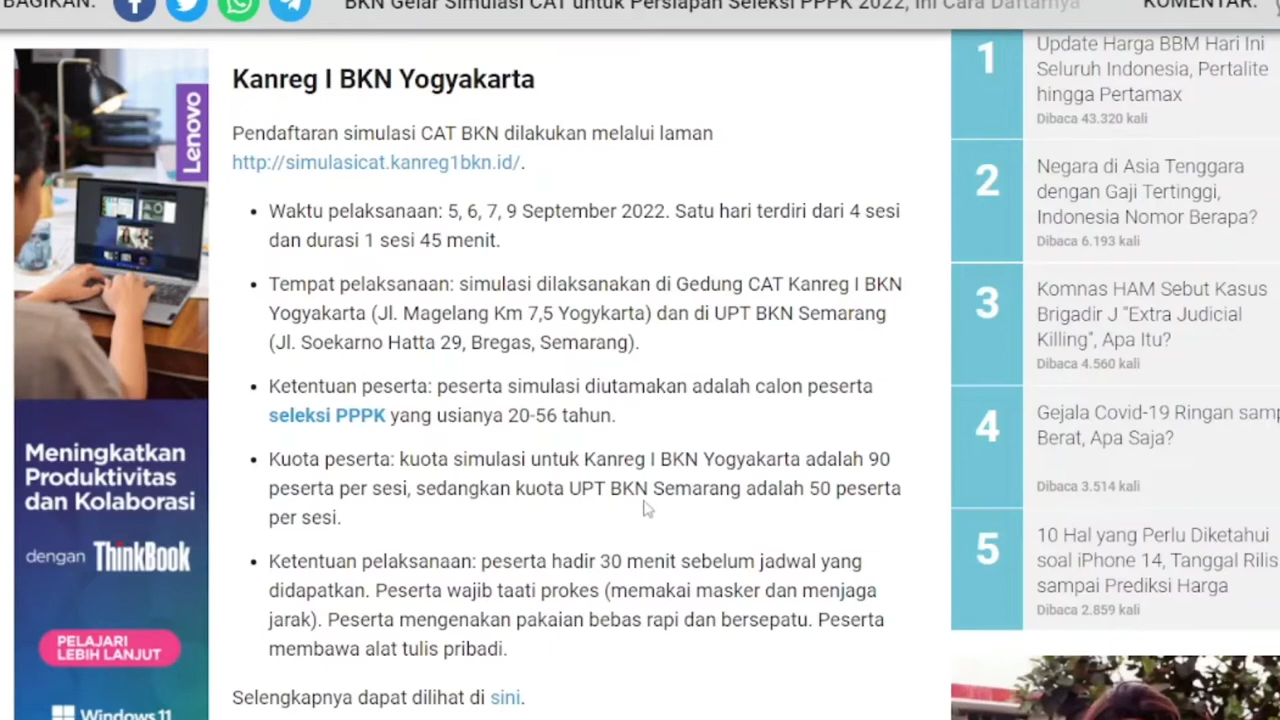 BAGIKAN:
BKN Gelar Simulasi CAT untuk Persiapan Seleksi PPPK 2022, Ini Cara Daftarnya
KOMENTAR:
Lenovo
Meningkatkan
Produktivitas
dan Kolaborasi
dengan ThinkBook
PELAJARI
LEBIH LANJUT
Windows 11
Kanreg I BKN Yogyakarta
Pendaftaran simulasi CAT BKN dilakukan melalui laman
http://simulasicat.kanreg1bkn.id/.
• Waktu pelaksanaan: 5, 6, 7, 9 September 2022. Satu hari terdiri dari 4 sesi
dan durasi 1 sesi 45 menit.
• Tempat pelaksanaan: simulasi dilaksanakan di Gedung CAT Kanreg I BKN
Yogyakarta (Jl. Magelang Km 7,5 Yogykarta) dan di UPT BKN Semarang
(Jl. Soekarno Hatta 29, Bregas, Semarang).
• Ketentuan peserta: peserta simulasi diutamakan adalah calon peserta
seleksi PPPK yang usianya 20-56 tahun.
• Kuota peserta: kuota simulasi untuk Kanreg I BKN Yogyakarta adalah 90
peserta per sesi, sedangkan kuota UPT BKN Semarang adalah 50 peserta
per sesi.
• Ketentuan pelaksanaan: peserta hadir 30 menit sebelum jadwal yang
didapatkan. Peserta wajib taati prokes (memakai masker dan menjaga
jarak). Peserta mengenakan pakaian bebas rapi dan bersepatu. Peserta
membawa alat tulis pribadi.
Selengkapnya dapat dilihat di sini.
1
Update Harga BBM Hari Ini
Seluruh Indonesia, Pertalite
hingga Pertamax
Dibaca 43.320 kali
2
Negara di Asia Tenggara
dengan Gaji Tertinggi,
Indonesia Nomor Berapa?
Dibaca 6.193 kali
3
Komnas HAM Sebut Kasus
Brigadir J "Extra Judicial
Killing", Apa Itu?
Dibaca 4.560 kali
4
Gejala Covid-19 Ringan samp
Berat, Apa Saja?
Dibaca 3.514 kali
5
10 Hal yang Perlu Diketahui
soal iPhone 14, Tanggal Rilis
sampai Prediksi Harga
Dibaca 2.859 kali